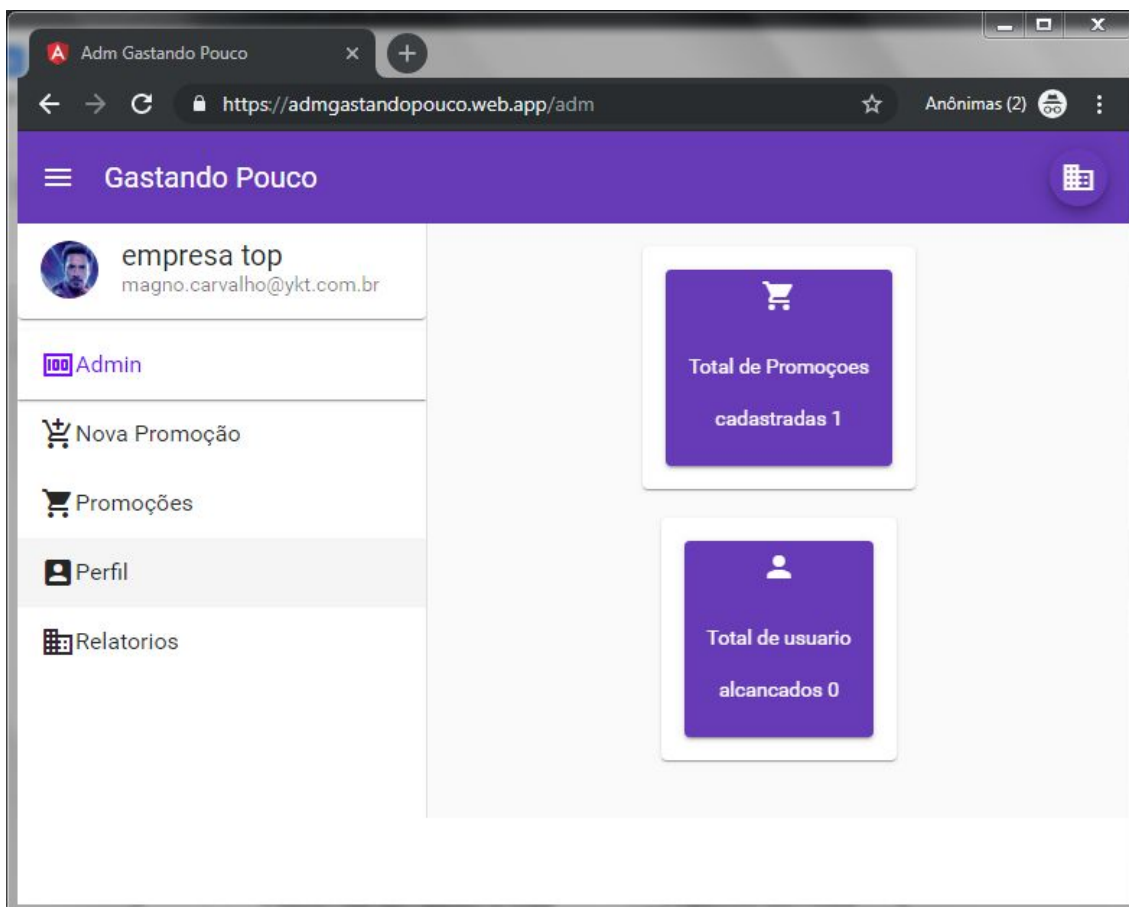 Adm Gastando Pouco
https://admgastandopouco.web.app/adm
Anônimas (2)
Gastando Pouco
empresa top
magno.carvalho@ykt.com.br
100 Admin
Nova Promoção
Promoções
Perfil
Relatorios
Total de Promoçoes
cadastradas 1
Total de usuario
alcancados 0